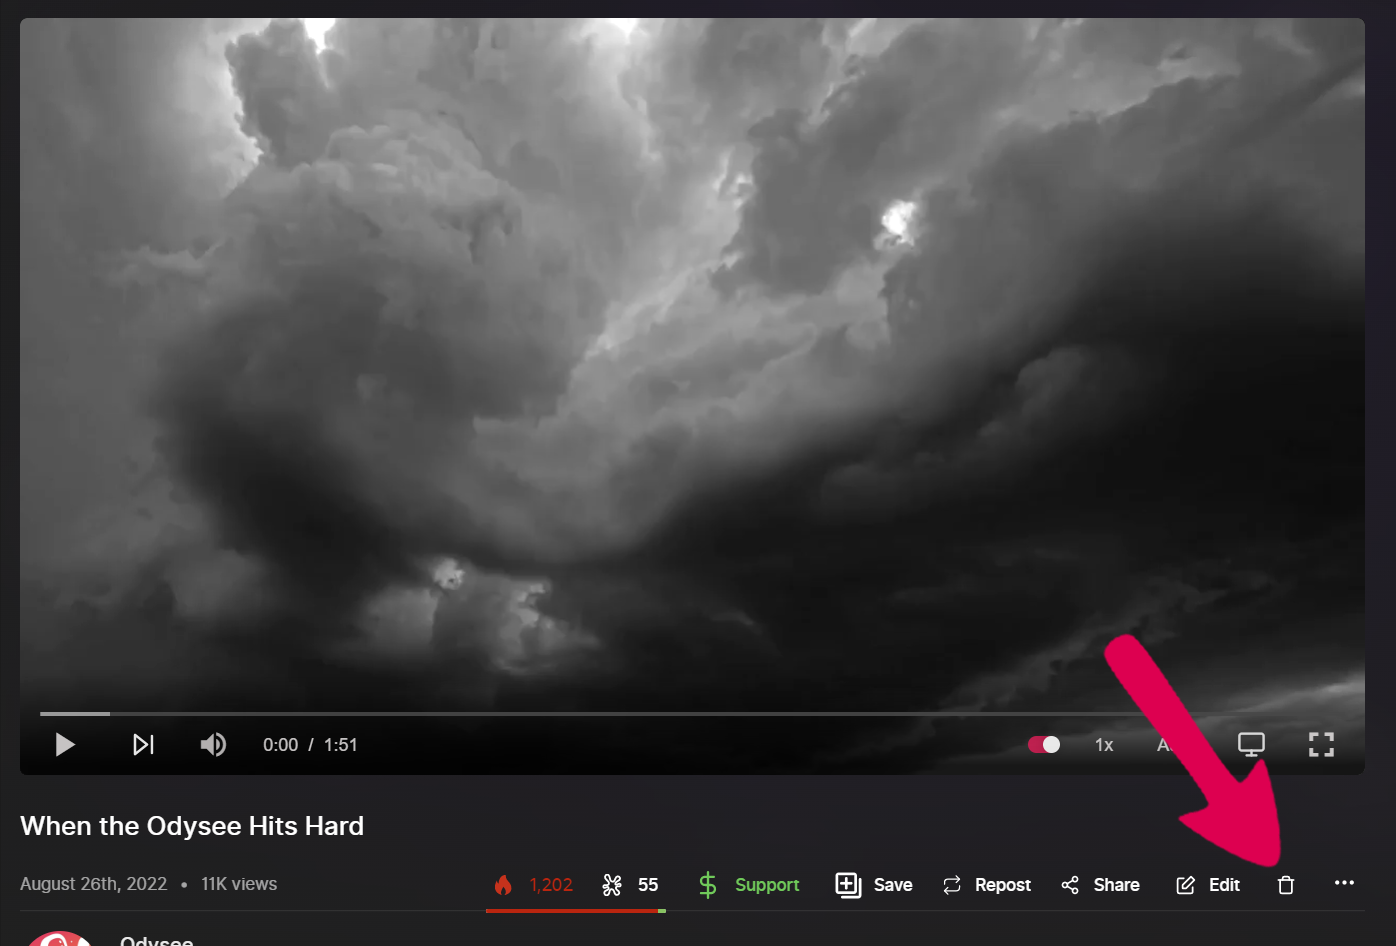 0:00 / 1:51
1x
When the Odysee Hits Hard
August 26th, 2022 • 11K views
1,202
55
Support
Save
Repost
Share
Edit
Odysee